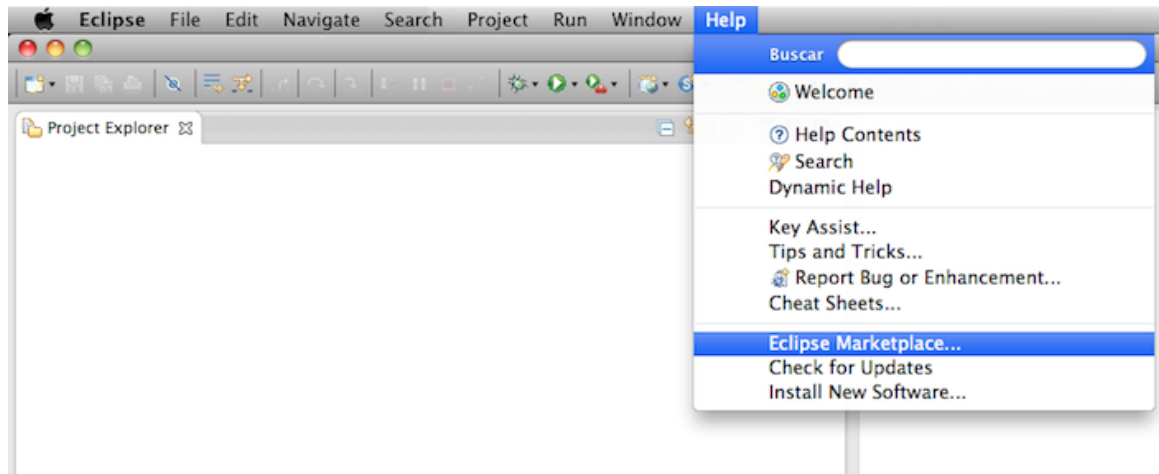 Eclipse File Edit Navigate Search Project Run Window Help
Buscar
Welcome
Project Explorer
Help Contents
Search
Dynamic Help
Key Assist...
Tips and Tricks...
Report Bug or Enhancement...
Cheat Sheets...
Eclipse Marketplace...
Check for Updates
Install New Software...